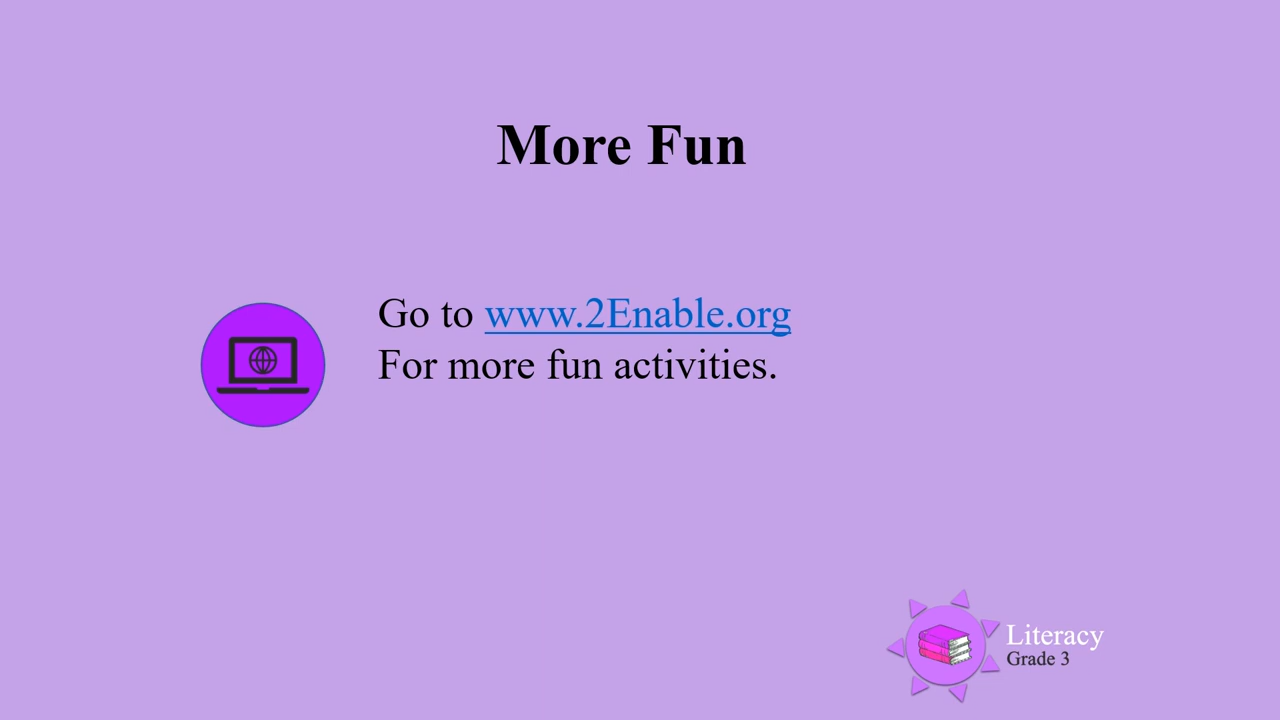 More Fun
Go to www.2Enable.org
For more fun activities.
Literacy
Grade 3